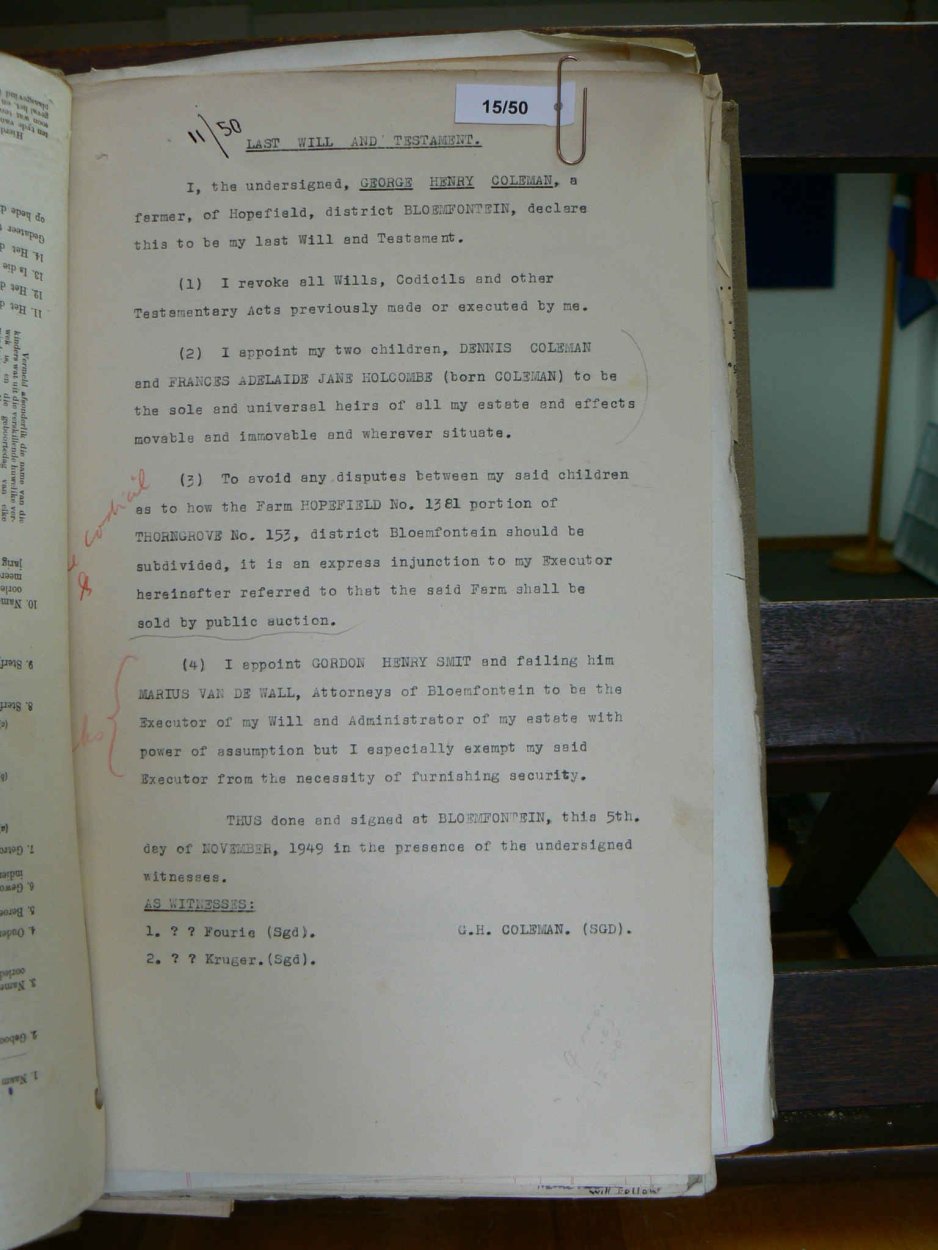 15/50
11/50
LAST WILL AND TESTAMENT.
I, the undersigned, GEORGE HENRY COLEMAN, a
farmer, of Hopefield, district BLOEMFONTEIN, declare
this to be my last Will and Testament.
(1) I revoke all Wills, Codicils and other
Testamentary Acts previously made or executed by me.
(2) I appoint my two children, DENNIS COLEMAN
and FRANCES ADELAIDE JANE HOLCOMBE (born COLEMAN) to be
the sole and universal heirs of all my estate and effects
movable and immovable and wherever situate.
(3) To avoid any disputes between my said children
as to how the Farm HOPEFIELD No. 1381 portion of
THORNGROVE No. 153, district Bloemfontein should be
subdivided, it is an express injunction to my Executor
hereinafter referred to that the said Farm shall be
sold by public auction.
(4) I appoint GORDON HENRY SMIT and failing him
MARIUS VAN DE WALL, Attorneys of Bloemfontein to be the
Executor of my Will and Administrator of my estate with
power of assumption but I especially exempt my said
Executor from the necessity of furnishing security.
THUS done and signed at BLOEMFONTEIN, this 5th.
day of NOVEMBER, 1949 in the presence of the undersigned
witnesses.
AS WITNESSES:
1. ? ? Fourie (Sgd). G.H. COLEMAN. (SGD).
2. ? ? Kruger.(Sgd).
Will Follow